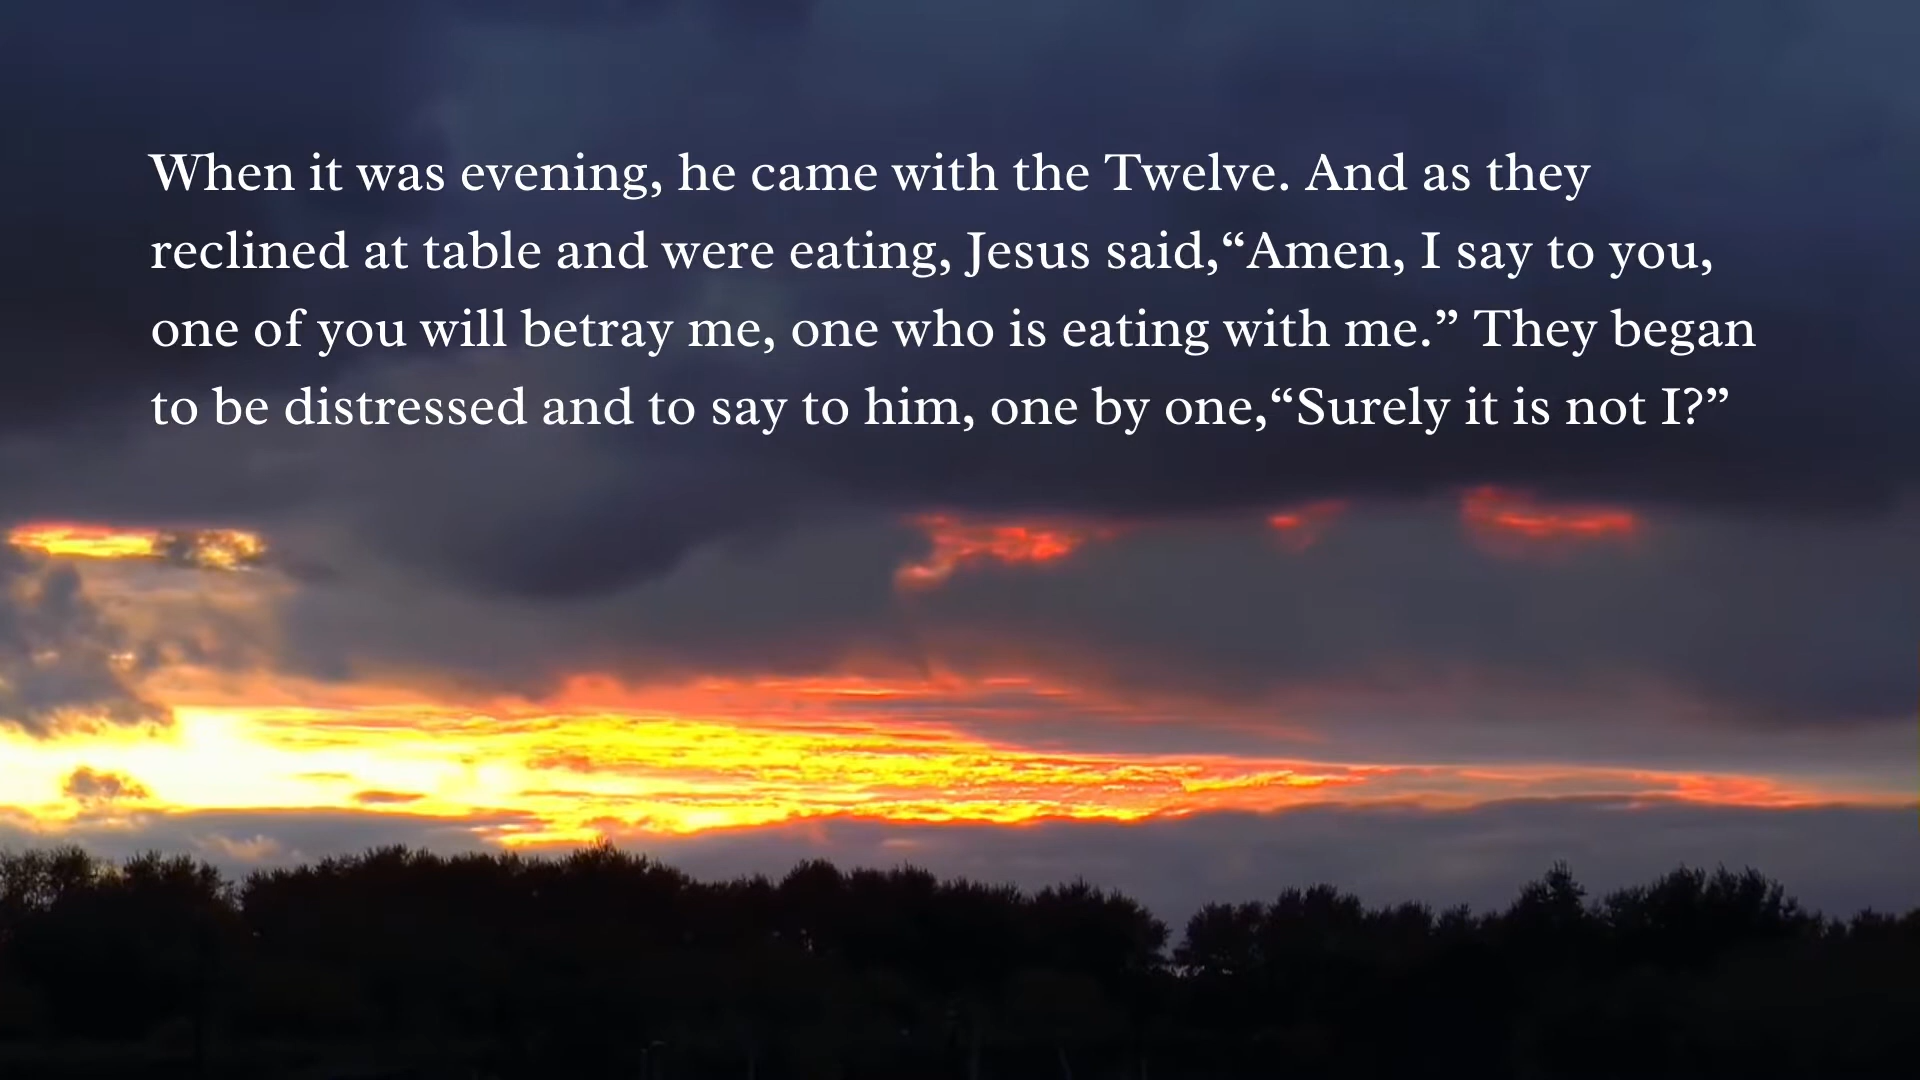 When it was evening, he came with the Twelve. And as they
reclined at table and were eating, Jesus said,“Amen, I say to you,
one of you will betray me, one who is eating with me.” They began
to be distressed and to say to him, one by one,“Surely it is not I?”